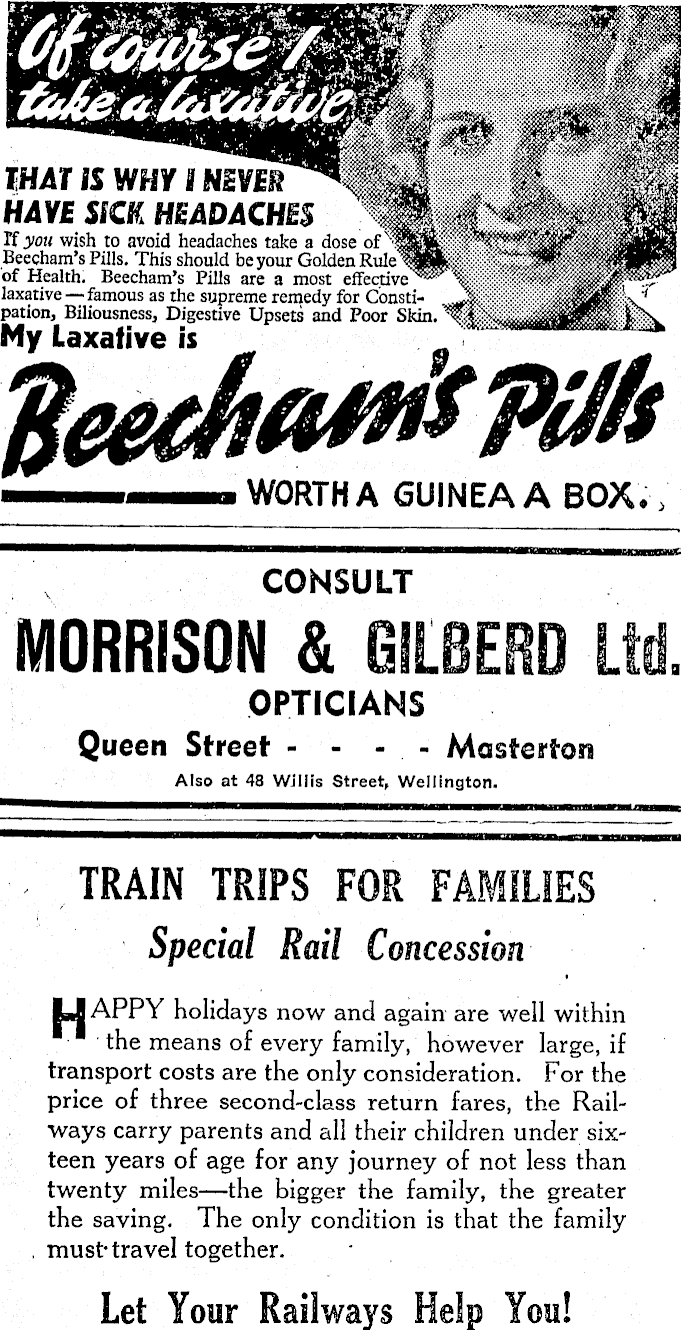 Of course I
take a laxative
THAT IS WHY I NEVER
HAVE SICK HEADACHES
If you wish to avoid headaches take a dose of
Beecham's Pills. This should be your Golden Rule
of Health. Beecham's Pills are a most effective
laxative—famous as the supreme remedy for Consti-
pation, Biliousness, Digestive Upsets and Poor Skin.
My Laxative is
Beecham's Pills
WORTH A GUINEA A BOX.
CONSULT
MORRISON & GILBERD Ltd.
OPTICIANS
Queen Street - - - - Masterton
Also at 48 Willis Street, Wellington.
TRAIN TRIPS FOR FAMILIES
Special Rail Concession
HAPPY holidays now and again are well within
the means of every family, however large, if
transport costs are the only consideration. For the
price of three second-class return fares, the Rail-
ways carry parents and all their children under six-
teen years of age for any journey of not less than
twenty miles—the bigger the family, the greater
the saving. The only condition is that the family
must travel together.
Let Your Railways Help You!